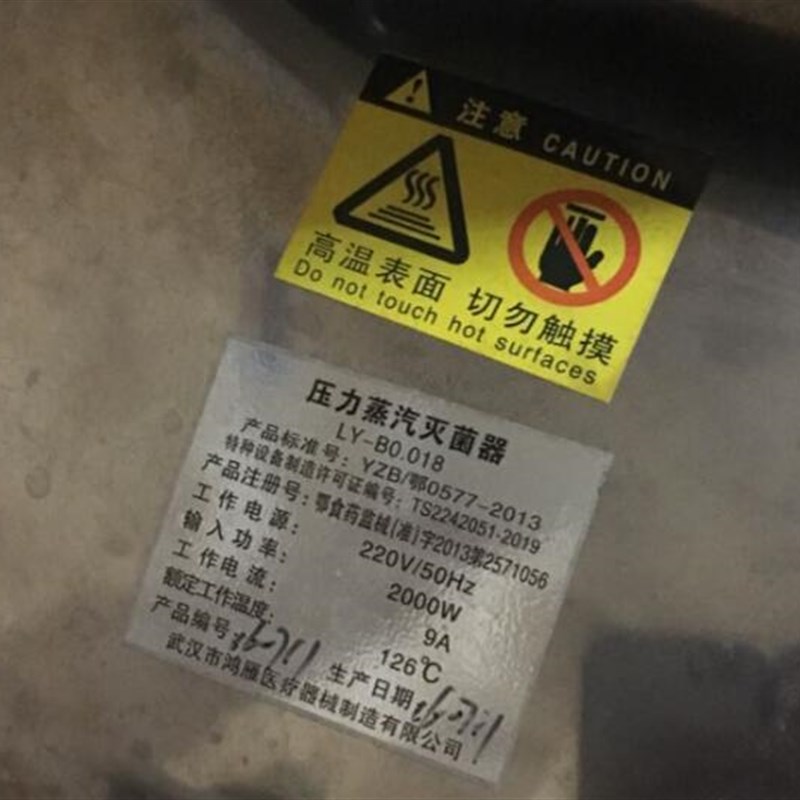 注意 CAUTION
高温表面 切勿触摸
Do not touch hot surfaces
压力蒸汽灭菌器
LY-B0.018
产品标准号：YZB/鄂0577-2013
特种设备制造许可证编号：TS2242051-2019
产品注册号：鄂食药监械(准)字2013第2571056
工作电源： 220V/50Hz
输入功率： 2000W
工作电流： 9A
额定工作温度： 126℃
产品编号 生产日期
武汉市鸿雁医疗器械制造有限公司